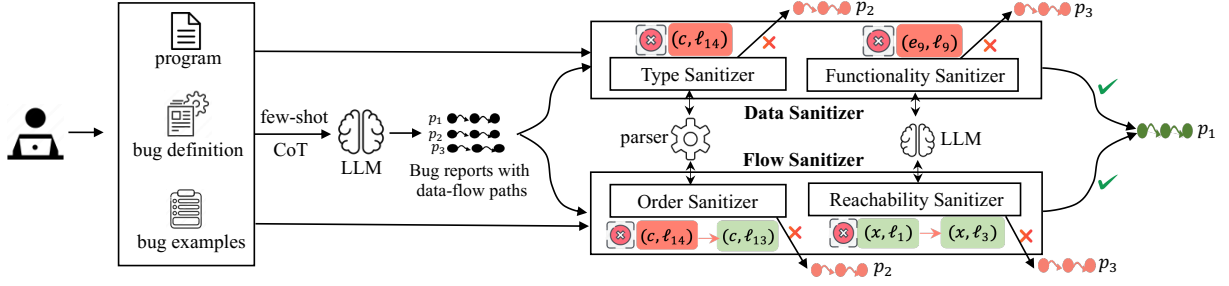 program
bug definition
bug examples
few-shot
CoT
LLM
p₁
p₂
p₃
Bug reports with
data-flow paths
(c, ℓ₁₄)
Type Sanitizer
p₂
(e₉, ℓ₉)
Functionality Sanitizer
p₃
Data Sanitizer
parser
LLM
Flow Sanitizer
Order Sanitizer
(c, ℓ₁₄) → (c, ℓ₁₃)
p₂
Reachability Sanitizer
(x, ℓ₁) → (x, ℓ₃)
p₃
p₁